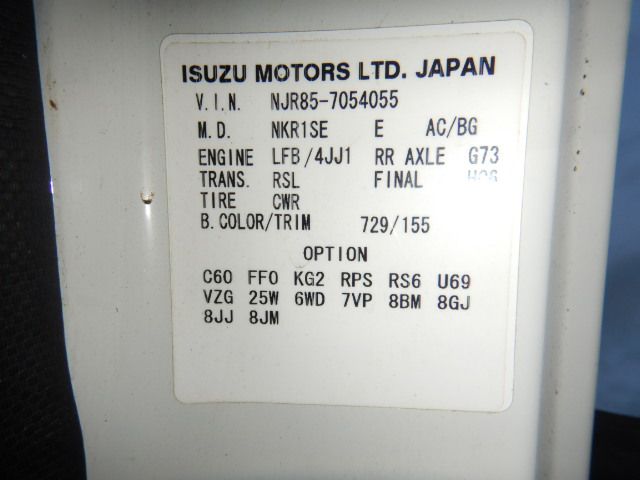 ISUZU MOTORS LTD. JAPAN
V.I.N. NJR85-7054055
M.D. NKR1SE E AC/BG
ENGINE LFB/4JJ1 RR AXLE G73
TRANS. RSL FINAL
TIRE CWR
B.COLOR/TRIM 729/155
OPTION
C60 FF0 KG2 RPS RS6 U69
VZG 25W 6WD 7VP 8BM 8GJ
8JJ 8JM